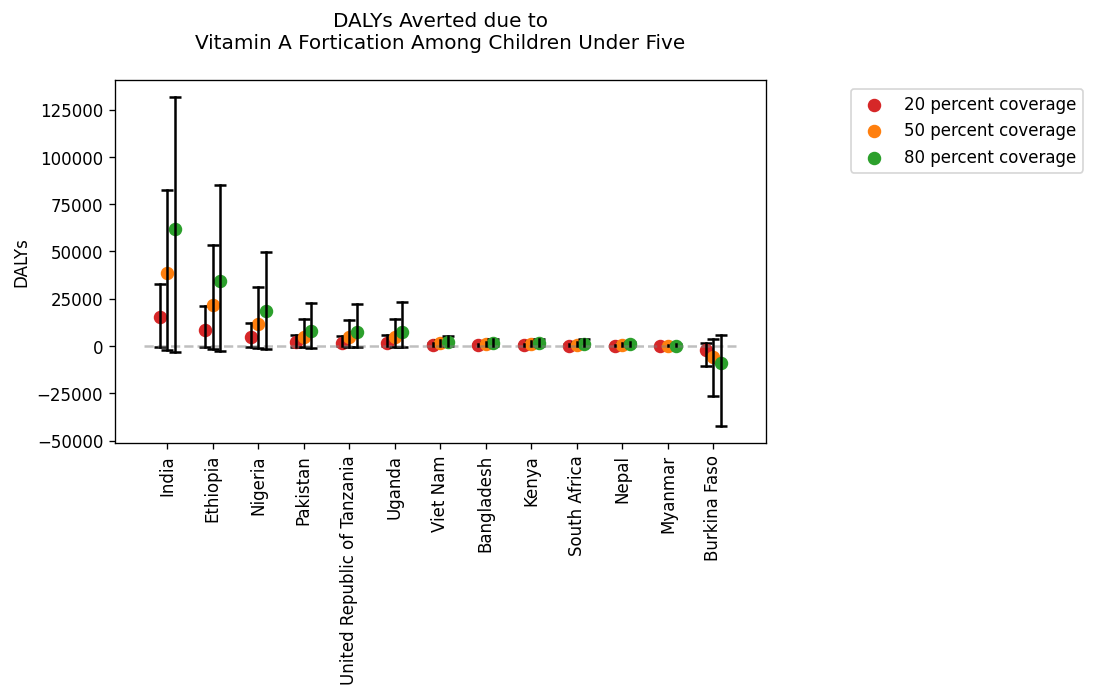 DALYs Averted due to
Vitamin A Fortication Among Children Under Five
20 percent coverage
50 percent coverage
80 percent coverage
DALYs
125000
100000
75000
50000
25000
0
−25000
−50000
India
Ethiopia
Nigeria
Pakistan
United Republic of Tanzania
Uganda
Viet Nam
Bangladesh
Kenya
South Africa
Nepal
Myanmar
Burkina Faso